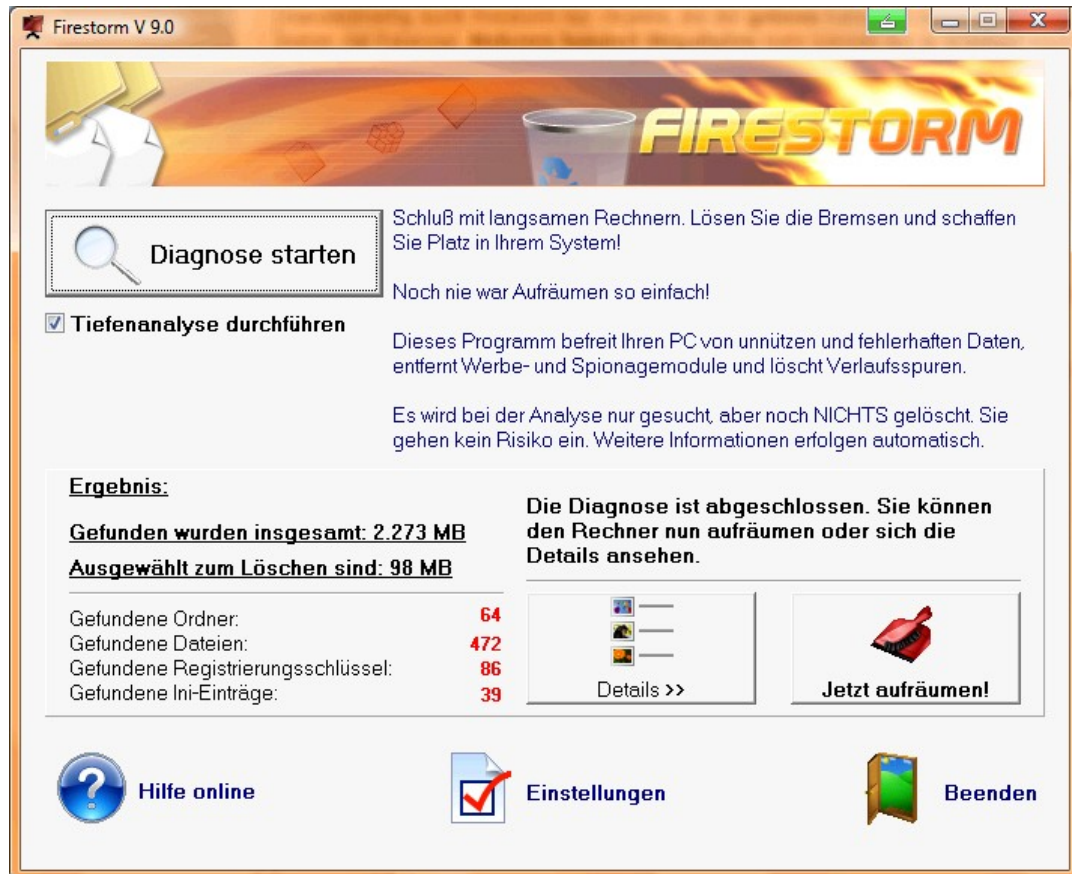 Firestorm V 9.0
FIRESTORM
Diagnose starten
Tiefenanalyse durchführen
Schluß mit langsamen Rechnern. Lösen Sie die Bremsen und schaffen
Sie Platz in Ihrem System!
Noch nie war Aufräumen so einfach!
Dieses Programm befreit Ihren PC von unnützen und fehlerhaften Daten,
entfernt Werbe- und Spionagemodule und löscht Verlaufsspuren.
Es wird bei der Analyse nur gesucht, aber noch NICHTS gelöscht. Sie
gehen kein Risiko ein. Weitere Informationen erfolgen automatisch.
Ergebnis:
Gefunden wurden insgesamt: 2.273 MB
Ausgewählt zum Löschen sind: 98 MB
Gefundene Ordner: 64
Gefundene Dateien: 472
Gefundene Registrierungsschlüssel: 86
Gefundene Ini-Einträge: 39
Die Diagnose ist abgeschlossen. Sie können
den Rechner nun aufräumen oder sich die
Details ansehen.
Details >>
Jetzt aufräumen!
Hilfe online
Einstellungen
Beenden